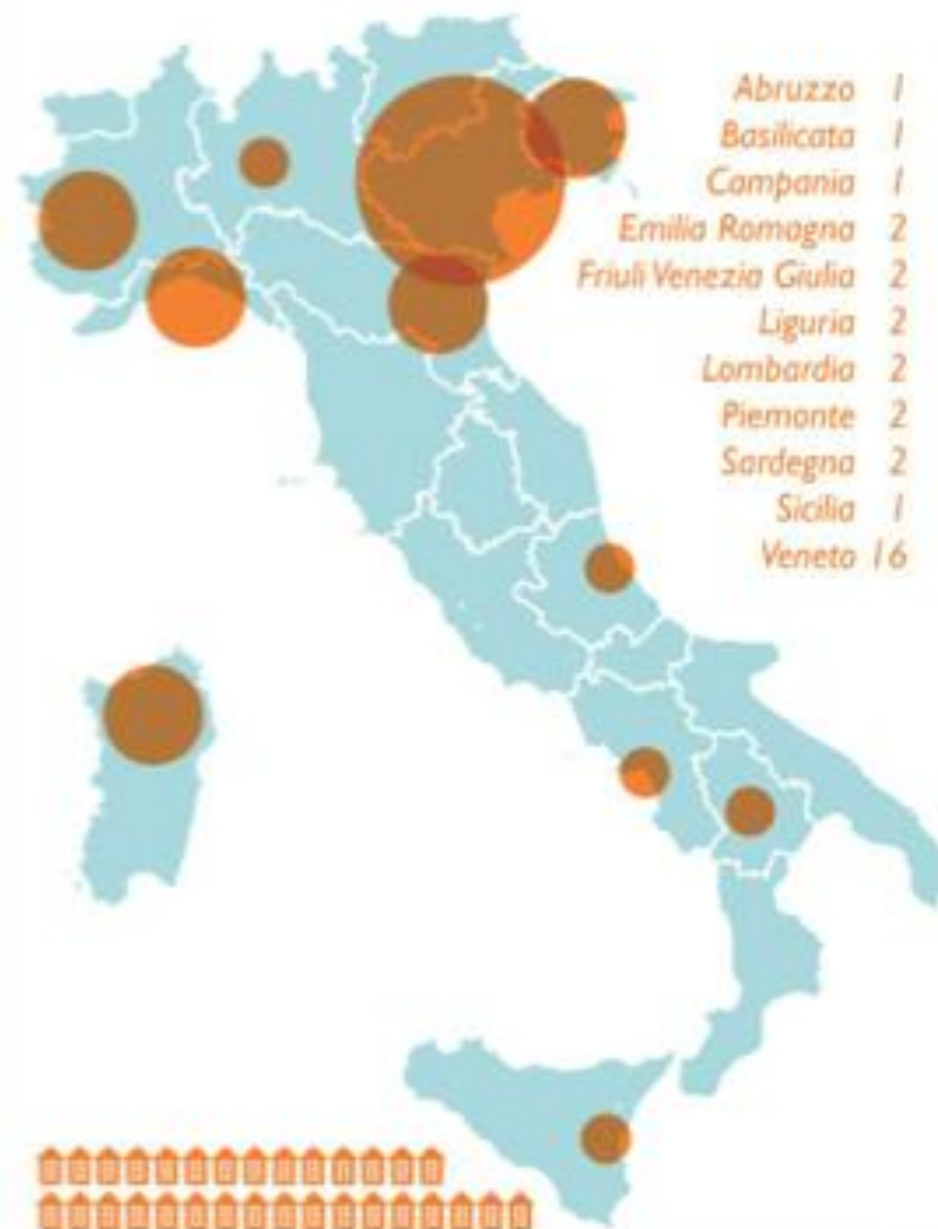 Abruzzo 1
Basilicata 1
Campania 1
Emilia Romagna 2
Friuli Venezia Giulia 2
Liguria 2
Lombardia 2
Piemonte 2
Sardegna 2
Sicilia 1
Veneto 16